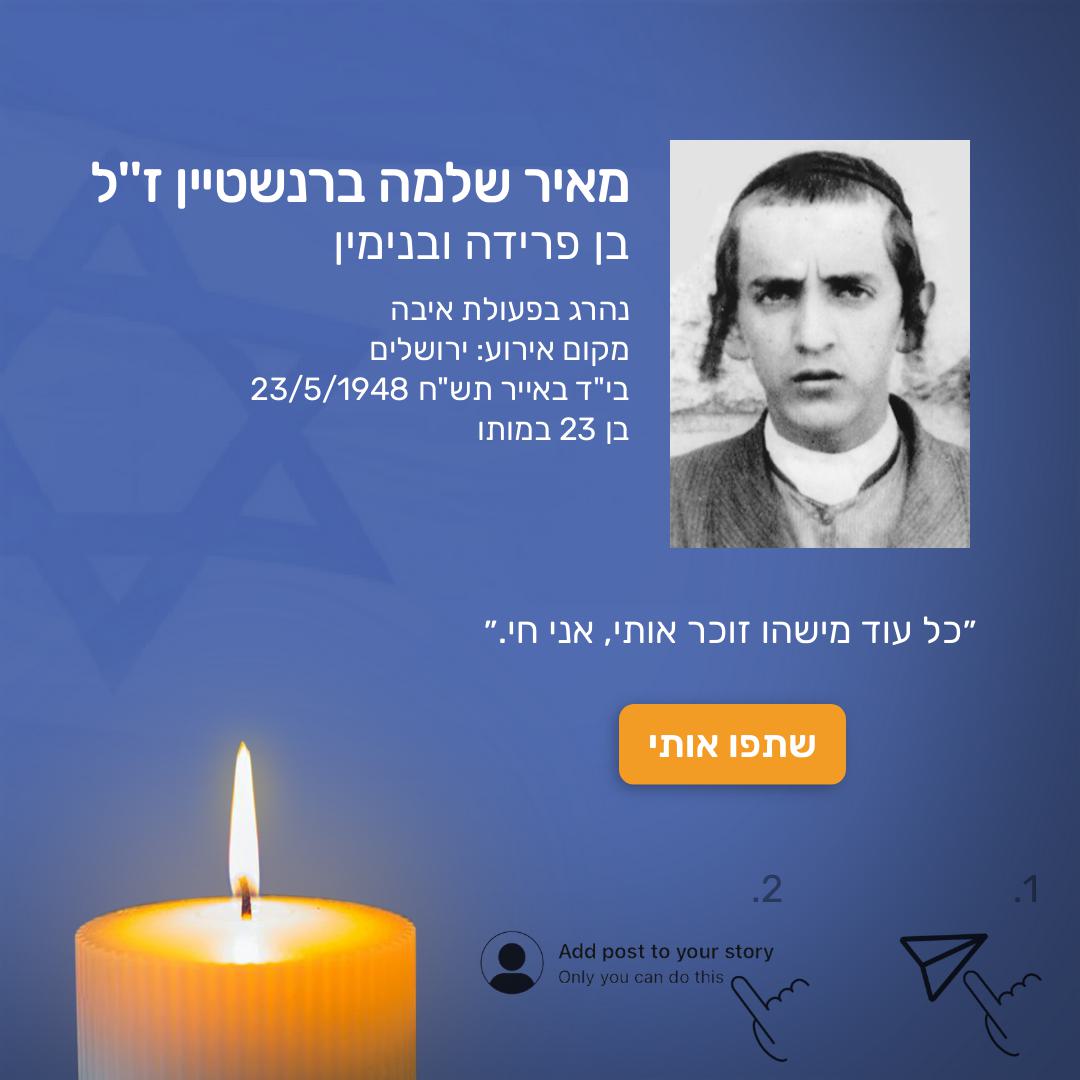 מאיר שלמה ברנשטיין ז''ל
בן פרידה ובנימין
נהרג בפעולת איבה
מקום אירוע: ירושלים
בי"ד באייר תש"ח 23/5/1948
בן 23 במותו
״כל עוד מישהו זוכר אותי, אני חי.״
שתפו אותי
.1
.2
Add post to your story
Only you can do this